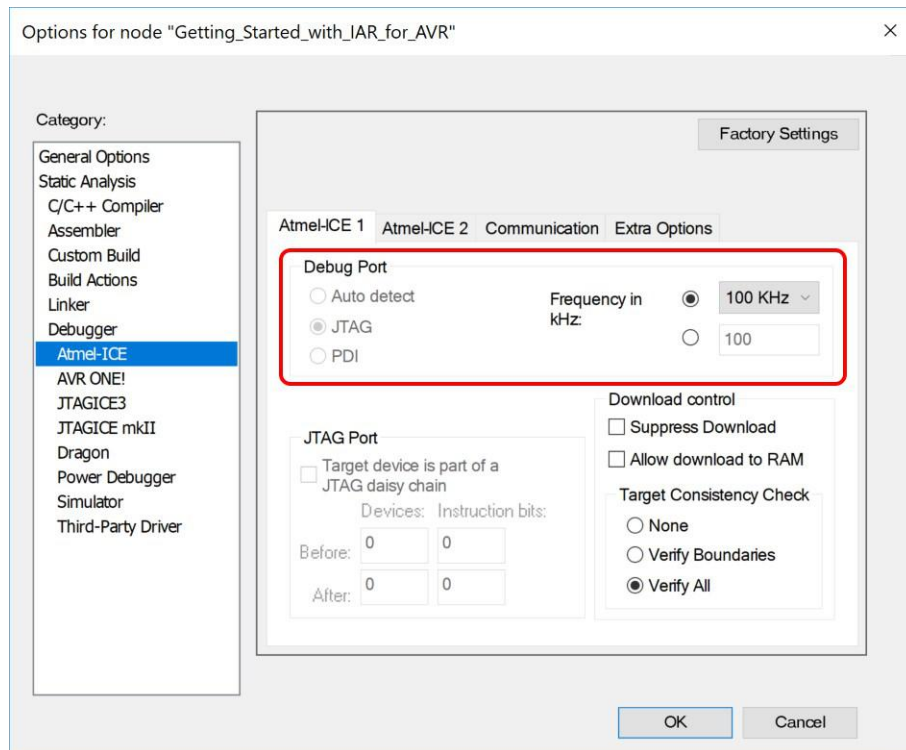 Options for node "Getting_Started_with_IAR_for_AVR"
Category:
General Options
Static Analysis
C/C++ Compiler
Assembler
Custom Build
Build Actions
Linker
Debugger
Atmel-ICE
AVR ONE!
JTAGICE3
JTAGICE mkII
Dragon
Power Debugger
Simulator
Third-Party Driver
Factory Settings
Atmel-ICE 1 Atmel-ICE 2 Communication Extra Options
Debug Port
Auto detect
JTAG
PDI
Frequency in
kHz:
100 KHz
100
JTAG Port
Target device is part of a
JTAG daisy chain
Devices: Instruction bits:
Before: 0 0
After: 0 0
Download control
Suppress Download
Allow download to RAM
Target Consistency Check
None
Verify Boundaries
Verify All
OK Cancel